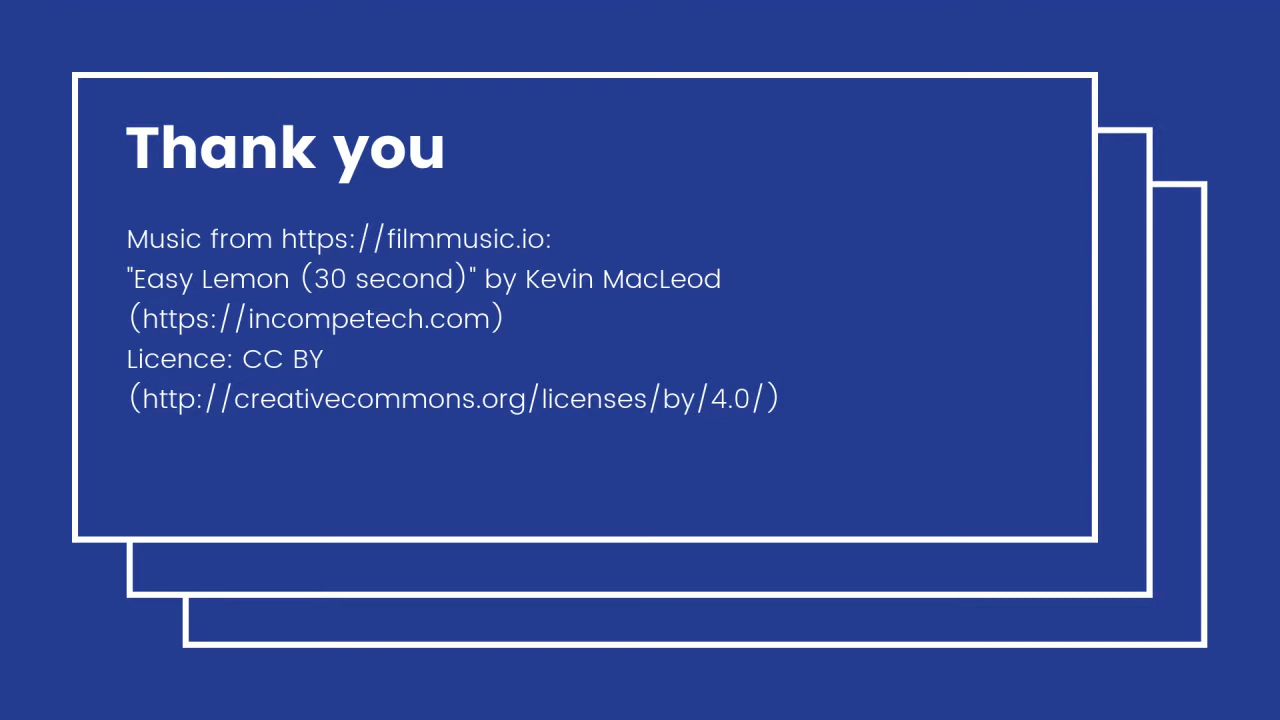 Thank you
Music from https://filmmusic.io:
"Easy Lemon (30 second)" by Kevin MacLeod
(https://incompetech.com)
Licence: CC BY
(http://creativecommons.org/licenses/by/4.0/)